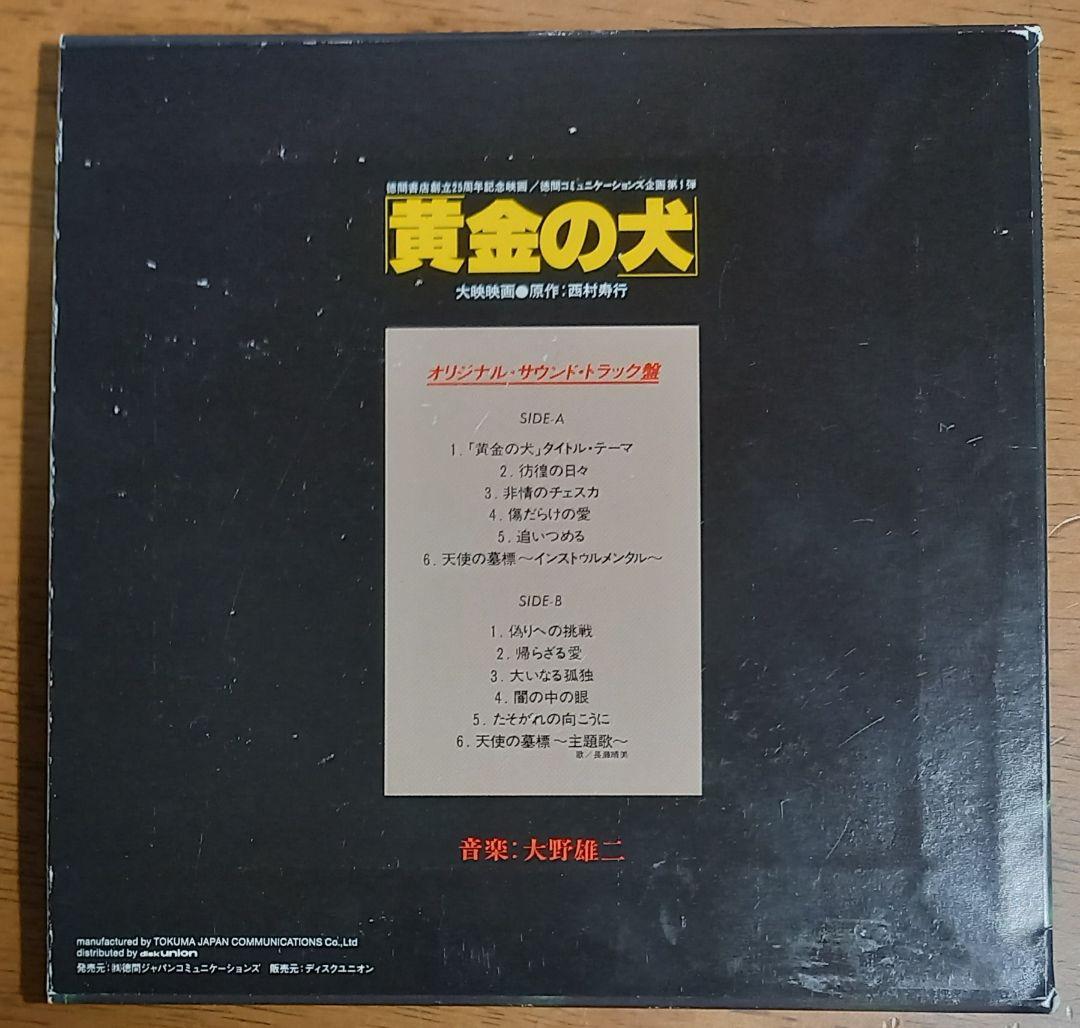 徳間書店創立25周年記念映画／徳間コミュニケーションズ企画第1弾
「黄金の犬」
大映映画●原作:西村寿行
オリジナル・サウンド・トラック盤
SIDE-A
1.「黄金の犬」タイトル・テーマ
2. 彷徨の日々
3. 非情のチェスカ
4. 傷だらけの愛
5. 追いつめる
6. 天使の墓標～インストゥルメンタル～
SIDE-B
1. 偽りへの挑戦
2. 帰らざる愛
3. 大いなる孤独
4. 闇の中の眼
5. たそがれの向こうに
6. 天使の墓標～主題歌～
歌／長瀬晴美
音楽:大野雄二
manufactured by TOKUMA JAPAN COMMUNICATIONS Co.,Ltd
distributed by diskunion
発売元:㈱徳間ジャパンコミュニケーションズ 販売元:ディスクユニオン